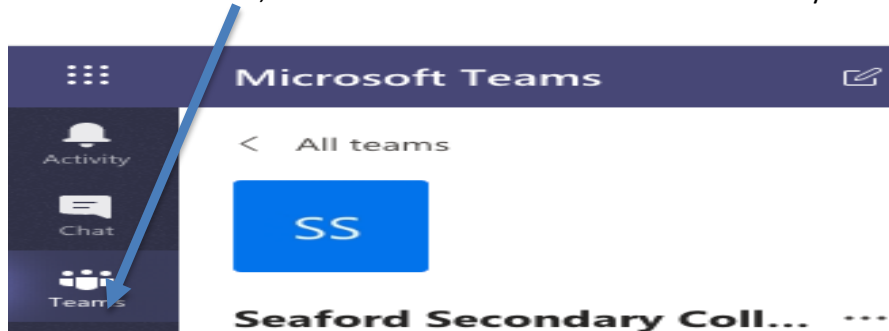 Microsoft Teams
Activity
< All teams
Chat
SS
Teams
Seaford Secondary Coll... ...